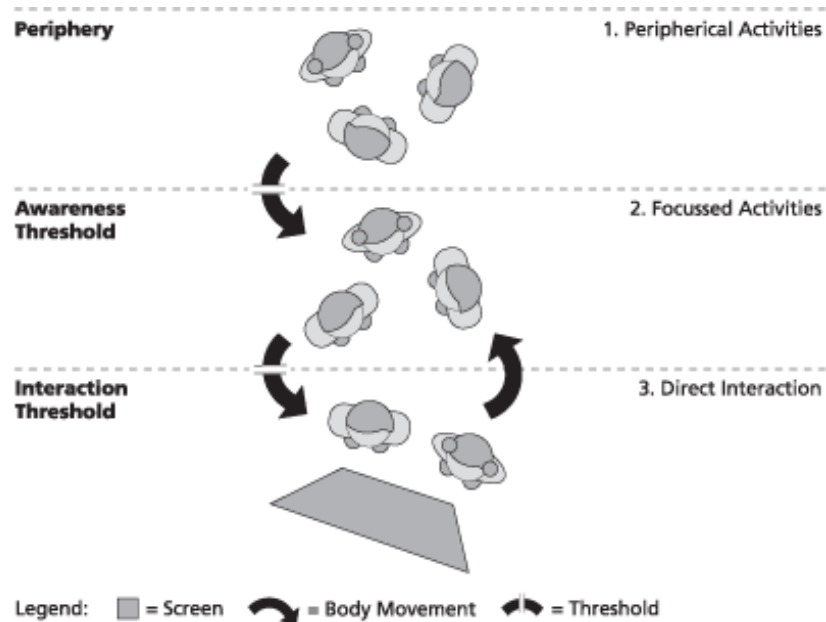 Periphery
1. Peripherical Activities
Awareness
Threshold
2. Focussed Activities
Interaction
Threshold
3. Direct Interaction
Legend: = Screen = Body Movement = Threshold